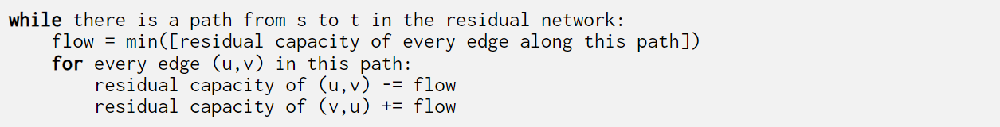 while there is a path from s to t in the residual network:
    flow = min([residual capacity of every edge along this path])
    for every edge (u,v) in this path:
        residual capacity of (u,v) -= flow
        residual capacity of (v,u) += flow